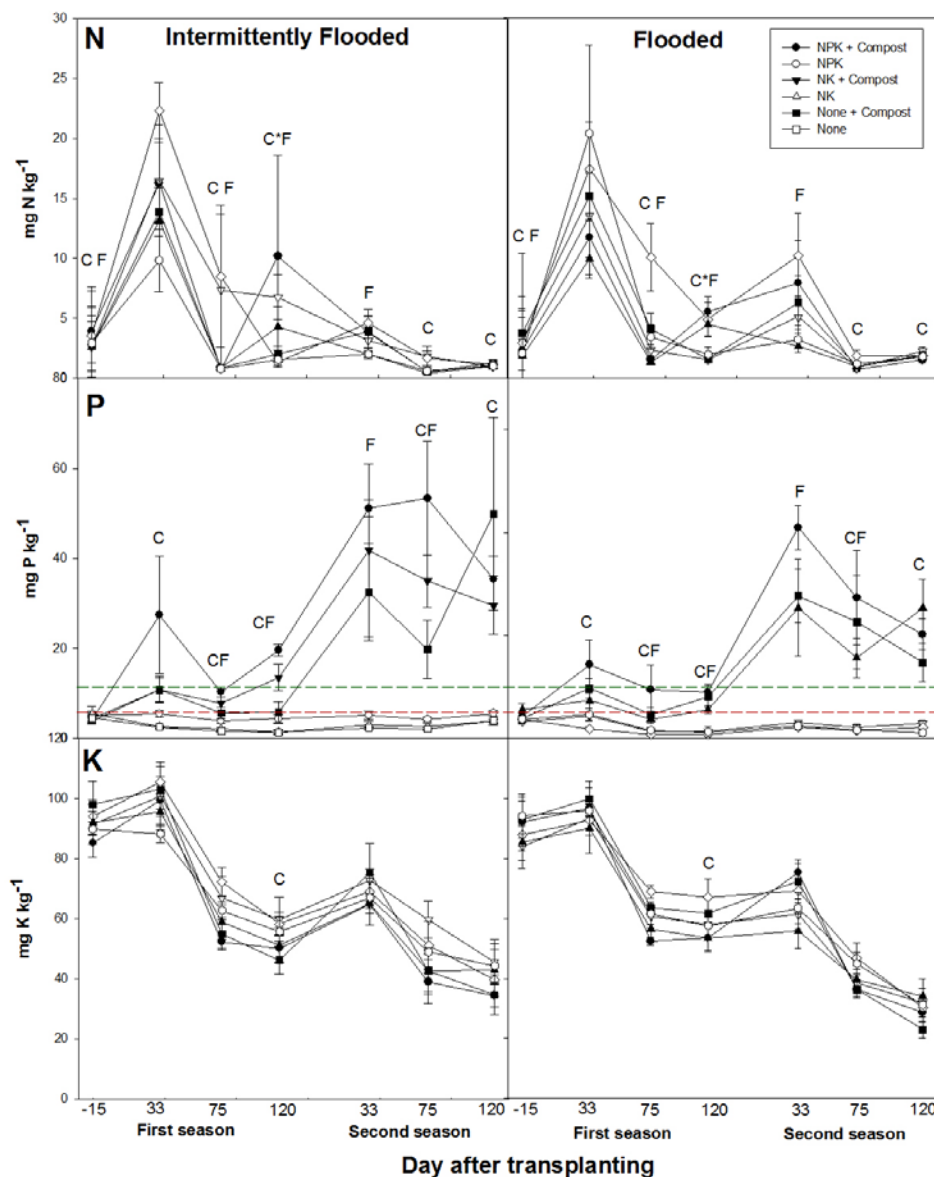 N
Intermittently Flooded
Flooded
NPK + Compost
NPK
NK + Compost
NK
None + Compost
None
30
25
20
15
10
5
80
mg N kg-1
C F
C F
C*F
F
C
C
C F
C F
C*F
F
C
C
P
60
40
20
120
mg P kg-1
C
CF
CF
F
CF
C
C
CF
CF
F
CF
C
K
100
80
60
40
20
0
mg K kg-1
C
C
-15 33 75 120 33 75 120 -15 33 75 120 33 75 120
First season Second season First season Second season
Day after transplanting